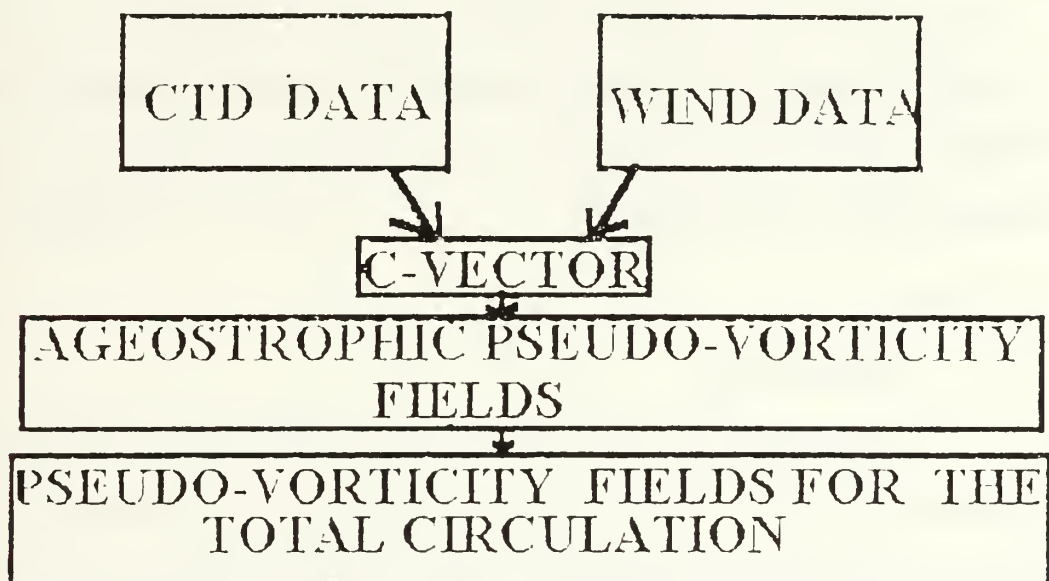 CTD DATA
WIND DATA
C-VECTOR
AGEOSTROPHIC PSEUDO-VORTICITY
FIELDS
PSEUDO-VORTICITY FIELDS FOR THE
TOTAL CIRCULATION